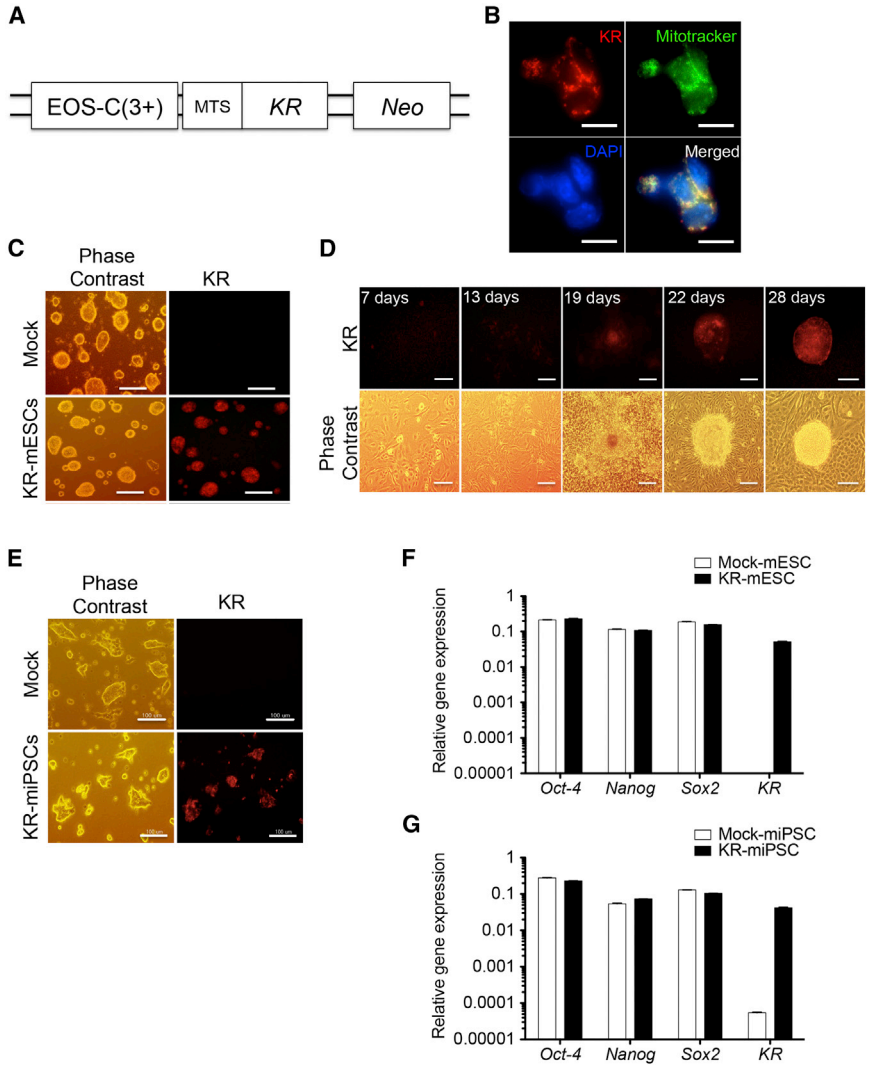 A
EOS-C(3+)
MTS
KR
Neo
B
KR
Mitotracker
DAPI
Merged
C
Phase
Contrast
KR
Mock
KR-mESCs
D
7 days
13 days
19 days
22 days
28 days
KR
Phase
Contrast
E
Phase
Contrast
KR
Mock
100 um
100 um
KR-miPSCs
100 um
100 um
F
Mock-mESC
KR-mESC
Relative gene expression
1
0.1
0.01
0.001
0.0001
0.00001
Oct-4
Nanog
Sox2
KR
G
Mock-miPSC
KR-miPSC
Relative gene expression
1
0.1
0.01
0.001
0.0001
0.00001
Oct-4
Nanog
Sox2
KR